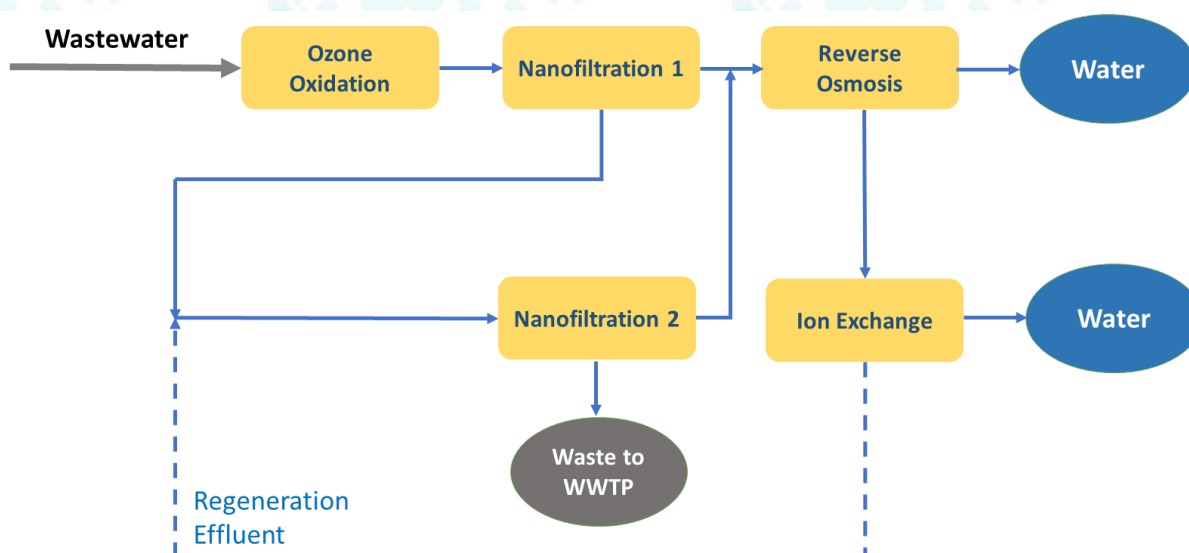 Wastewater
Ozone
Oxidation
Nanofiltration 1
Reverse
Osmosis
Water
Nanofiltration 2
Ion Exchange
Water
Waste to
WWTP
Regeneration
Effluent